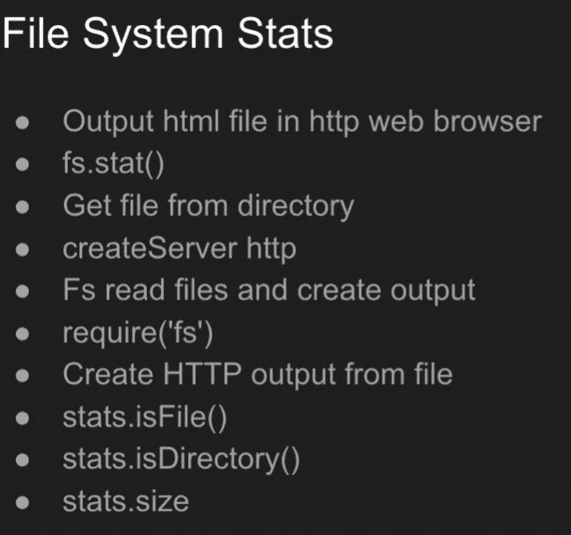 File System Stats
● Output html file in http web browser
● fs.stat()
● Get file from directory
● createServer http
● Fs read files and create output
● require('fs')
● Create HTTP output from file
● stats.isFile()
● stats.isDirectory()
● stats.size